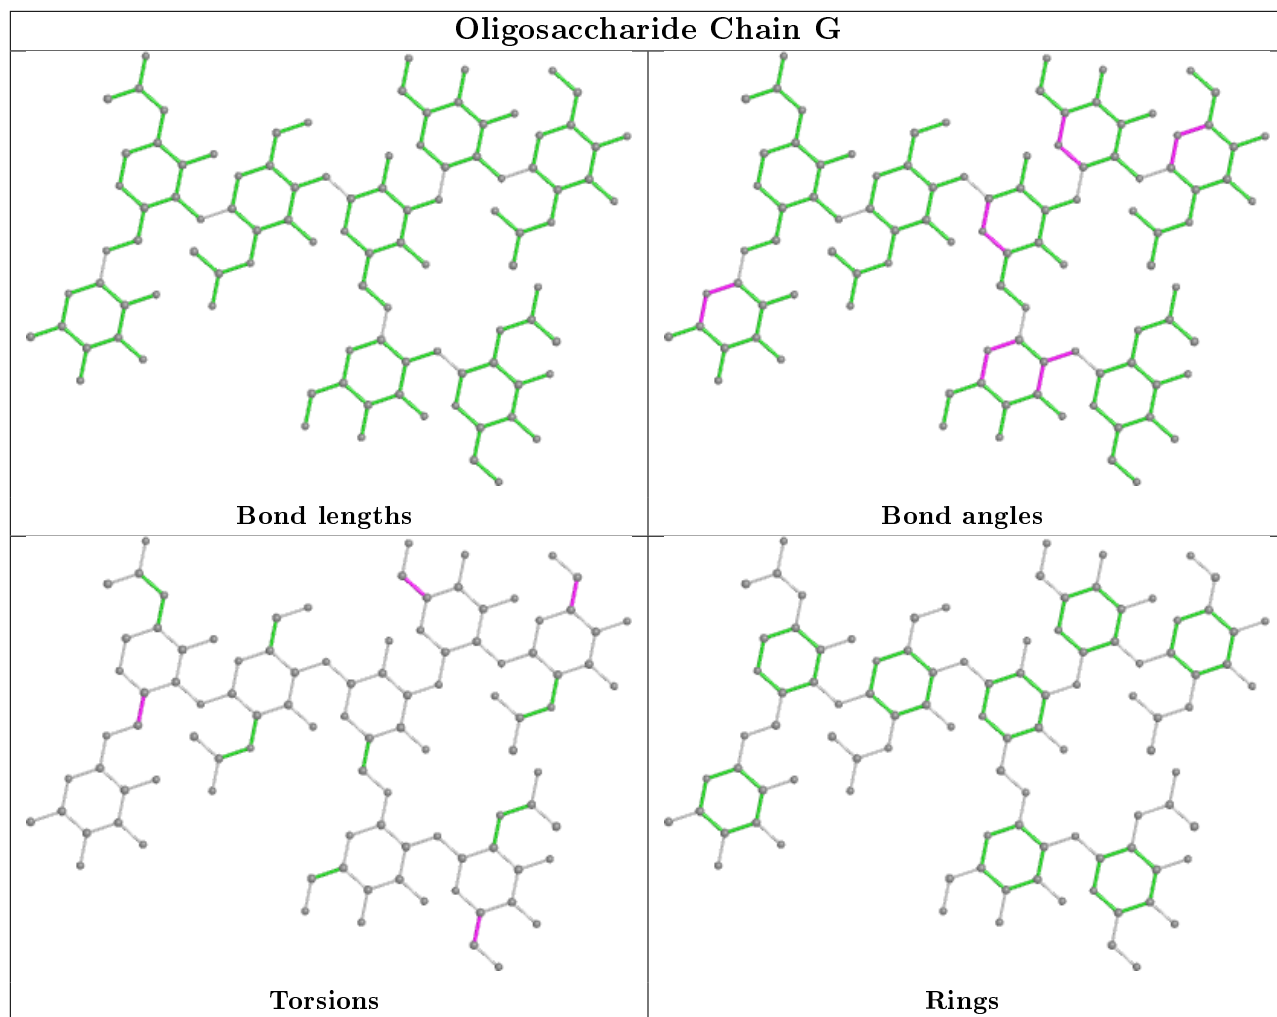 Oligosaccharide Chain G
Bond lengths
Bond angles
Torsions
Rings